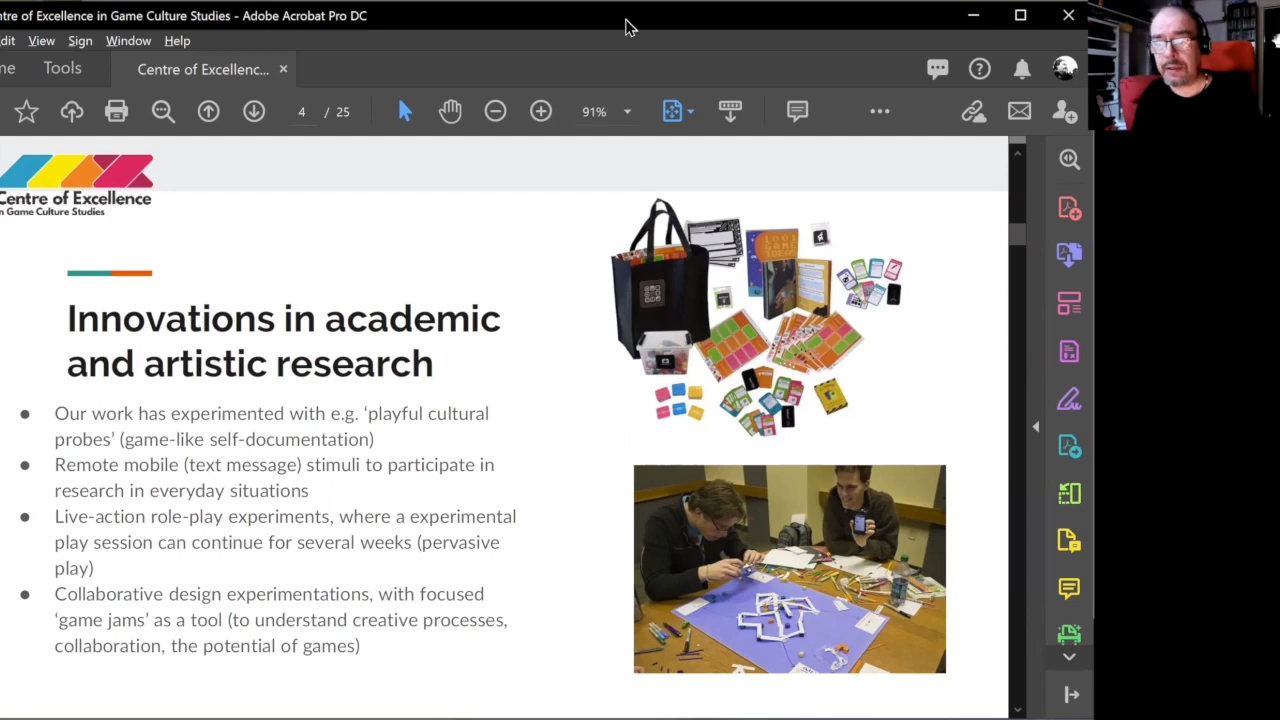 ntre of Excellence in Game Culture Studies - Adobe Acrobat Pro DC
dit View Sign Window Help
me Tools Centre of Excellenc... ×
4 / 25 91%
Centre of Excellence
n Game Culture Studies
1001
GAME
IDEAS
Innovations in academic
and artistic research
● Our work has experimented with e.g. ‘playful cultural
probes’ (game-like self-documentation)
● Remote mobile (text message) stimuli to participate in
research in everyday situations
● Live-action role-play experiments, where a experimental
play session can continue for several weeks (pervasive
play)
● Collaborative design experimentations, with focused
‘game jams’ as a tool (to understand creative processes,
collaboration, the potential of games)